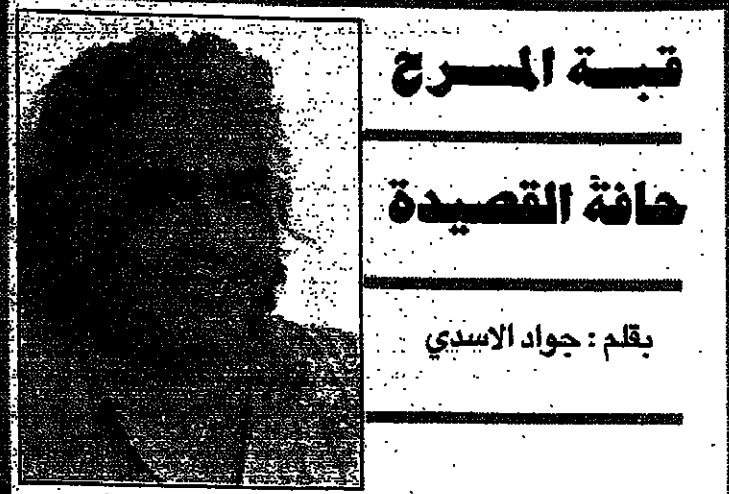 قبة المسرح
حافة القصيدة
بقلم : جواد الاسدي